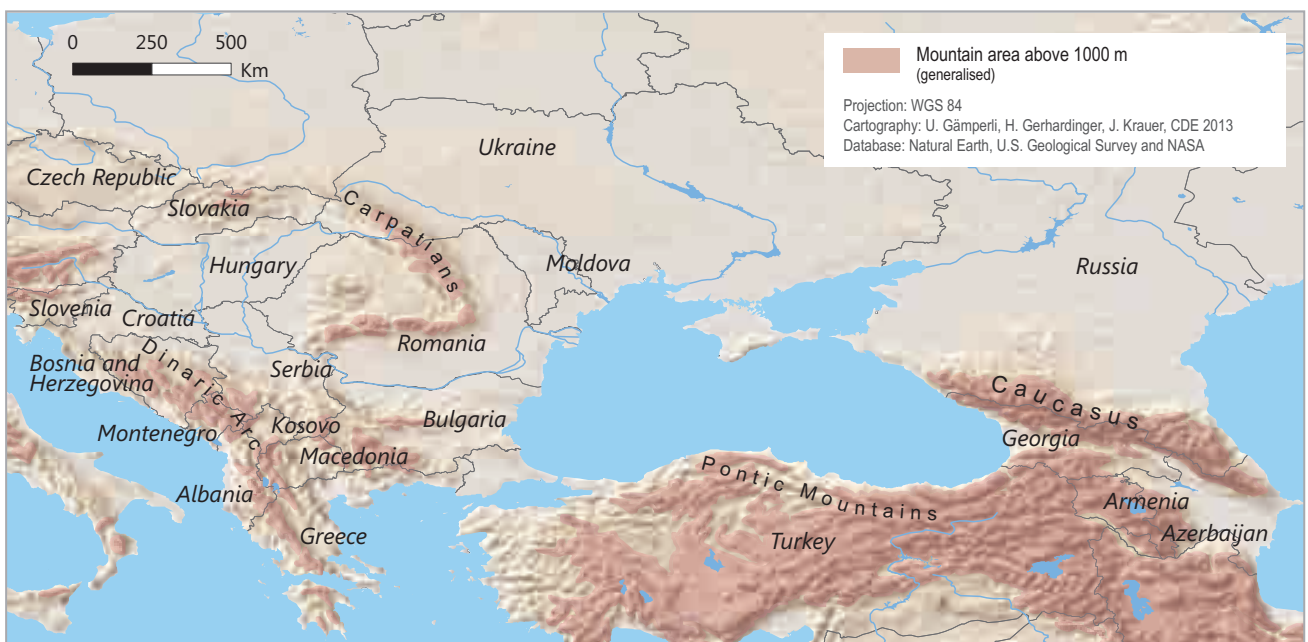 0 250 500
Km
Mountain area above 1000 m
(generalised)
Projection: WGS 84
Cartography: U. Gämperli, H. Gerhardinger, J. Krauer, CDE 2013
Database: Natural Earth, U.S. Geological Survey and NASA
Ukraine
Czech Republic
Slovakia
Carpatians
Hungary
Moldova
Russia
Slovenia
Croatia
Romania
Dinaric Arc
Bosnia and
Herzegovina
Serbia
Caucasus
Bulgaria
Kosovo
Montenegro
Georgia
Macedonia
Pontic Mountains
Albania
Armenia
Azerbaijan
Greece
Turkey